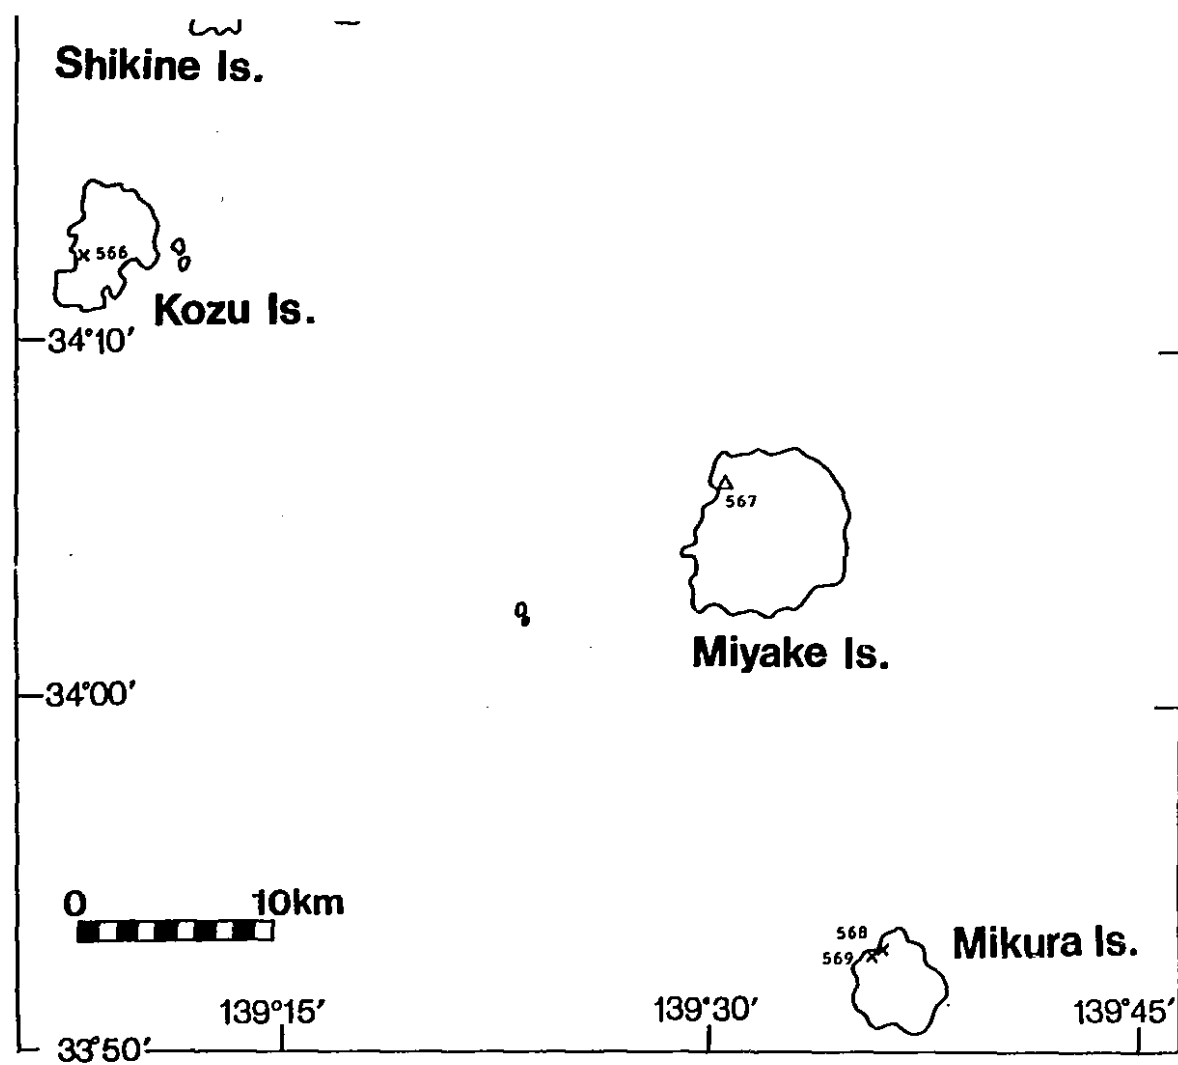 Shikine Is.
566
Kozu Is.
34°10′
567
Miyake Is.
34°00′
0 10km
568
569
Mikura Is.
139°15′ 139°30′ 139°45′
33°50′